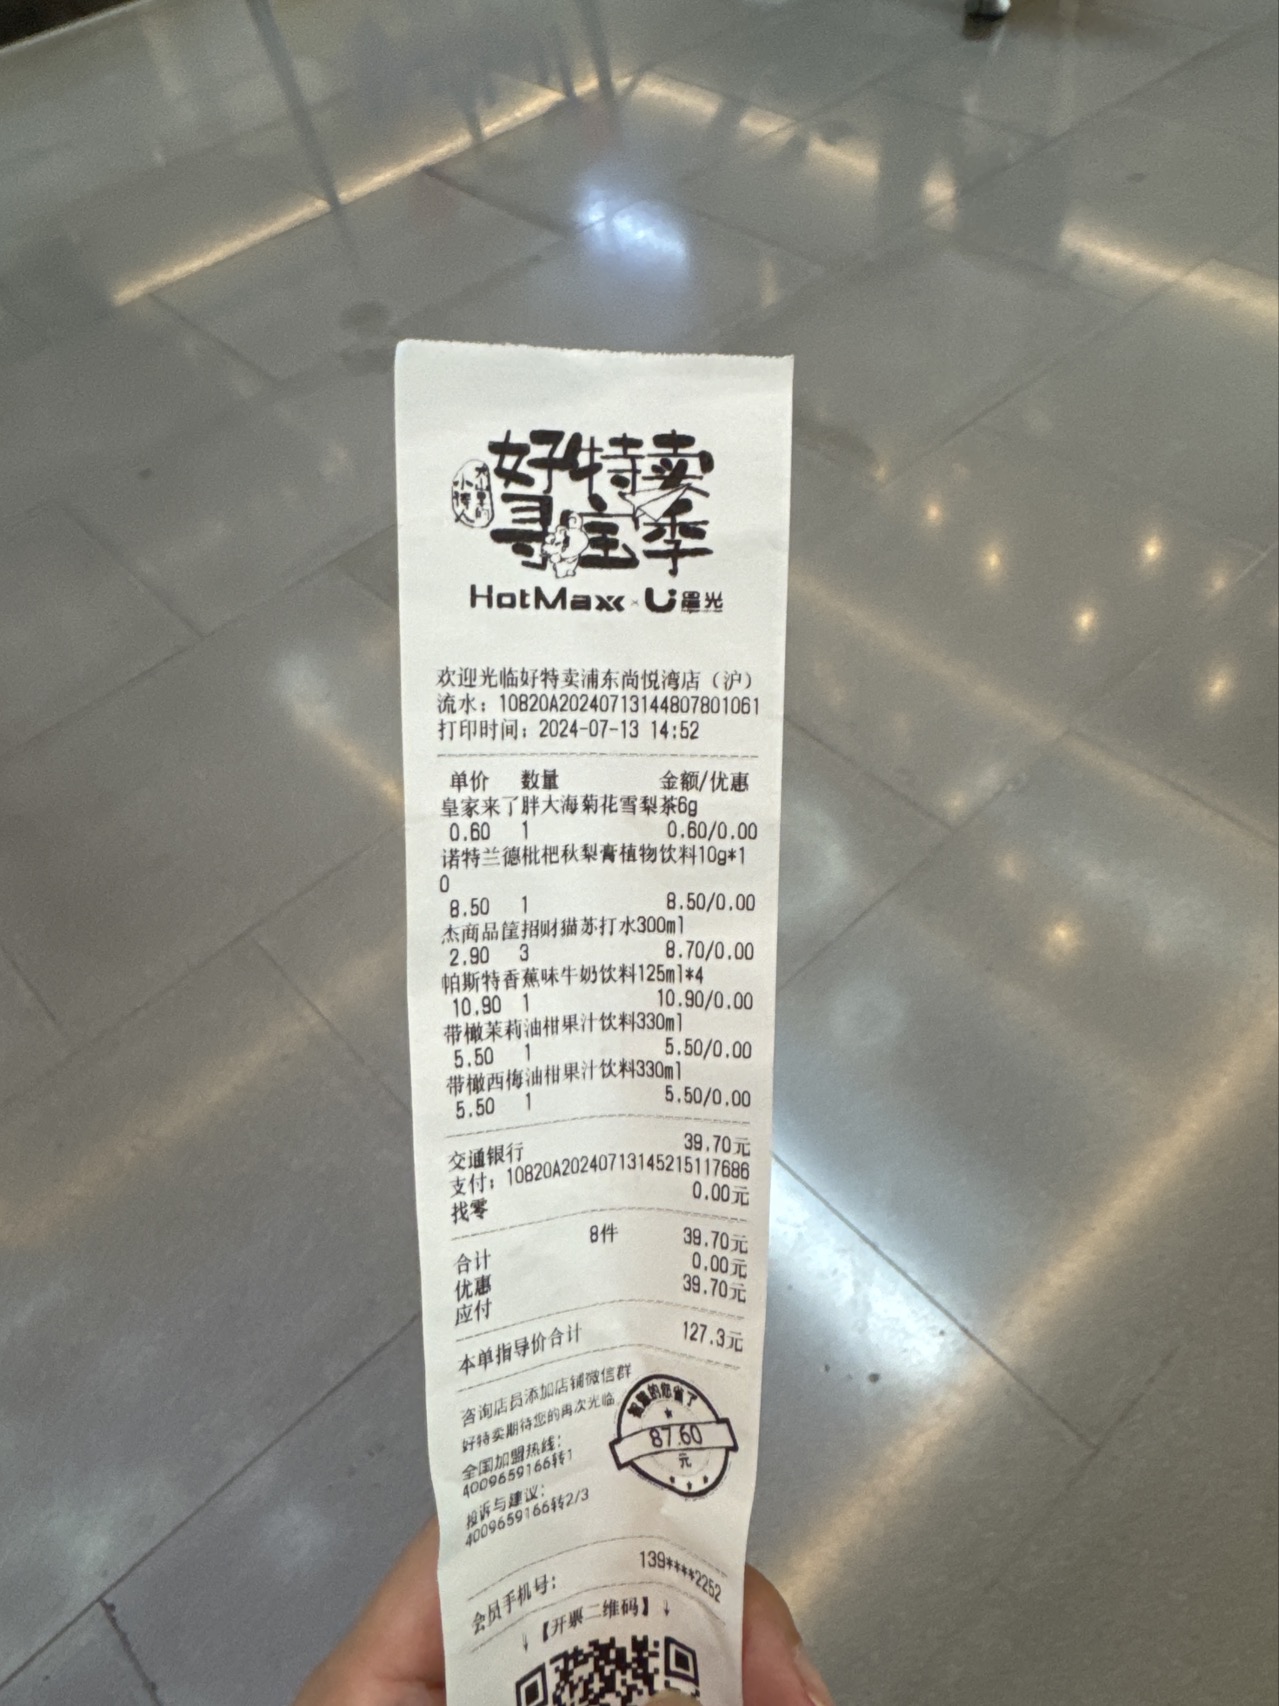 好特卖
寻宝季
大山里的
小传人
HotMaxx × U 星光
欢迎光临好特卖浦东尚悦湾店（沪）
流水：10820A20240713144807801061
打印时间：2024-07-13 14:52
单价 数量 金额/优惠
皇家来了胖大海菊花雪梨茶6g
0.60 1 0.60/0.00
诺特兰德枇杷秋梨膏植物饮料10g*1
0
8.50 1 8.50/0.00
杰商品筐招财猫苏打水300ml
2.90 3 8.70/0.00
帕斯特香蕉味牛奶饮料125ml*4
10.90 1 10.90/0.00
带橄茉莉油柑果汁饮料330ml
5.50 1 5.50/0.00
带橄西梅油柑果汁饮料330ml
5.50 1 5.50/0.00
交通银行 39.70元
支付：10820A20240713145215117686
找零 0.00元
合计 8件 39.70元
优惠 0.00元
应付 39.70元
本单指导价合计 127.3元
咨询店员添加店铺微信群
好特卖期待您的再次光临
全国加盟热线：
4009659166转1
投诉与建议：
4009659166转2/3
的您省了
87.60
元
会员手机号： 139****2252
↓【开票二维码】↓